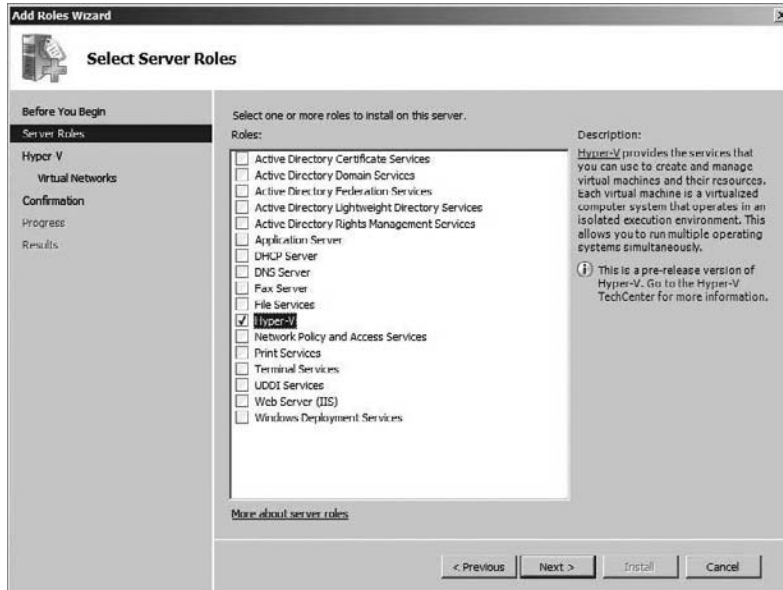 Add Roles Wizard
Select Server Roles
Before You Begin
Server Roles
Hyper-V
Virtual Networks
Confirmation
Progress
Results
Select one or more roles to install on this server.
Roles:
Active Directory Certificate Services
Active Directory Domain Services
Active Directory Federation Services
Active Directory Lightweight Directory Services
Active Directory Rights Management Services
Application Server
DHCP Server
DNS Server
Fax Server
File Services
Hyper-V
Network Policy and Access Services
Print Services
Terminal Services
UDDI Services
Web Server (IIS)
Windows Deployment Services
More about server roles
Description:
Hyper-V provides the services that
you can use to create and manage
virtual machines and their resources.
Each virtual machine is a virtualized
computer system that operates in an
isolated execution environment. This
allows you to run multiple operating
systems simultaneously.
This is a pre-release version of
Hyper-V. Go to the Hyper-V
TechCenter for more information.
< Previous
Next >
Install
Cancel